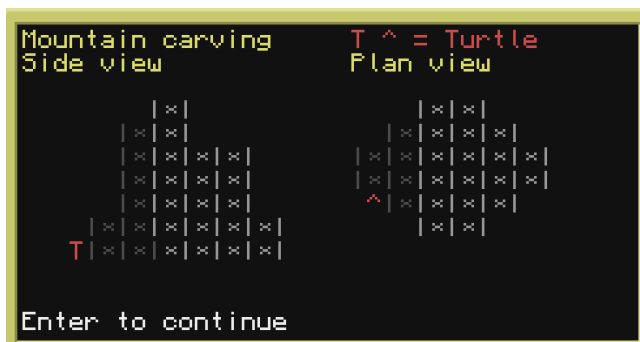 Mountain carving T ^ = Turtle
Side view Plan view
|×| |×|×|
|×|×| |×|×|×|×|
|×|×|×|×| |×|×|×|×|×|×|
|×|×|×|×| |×|×|×|×|×|×|
|×|×|×|×| ^|×|×|×|×|
|×|×|×|×|×|×| |×|×|
T|×|×|×|×|×|×|
Enter to continue